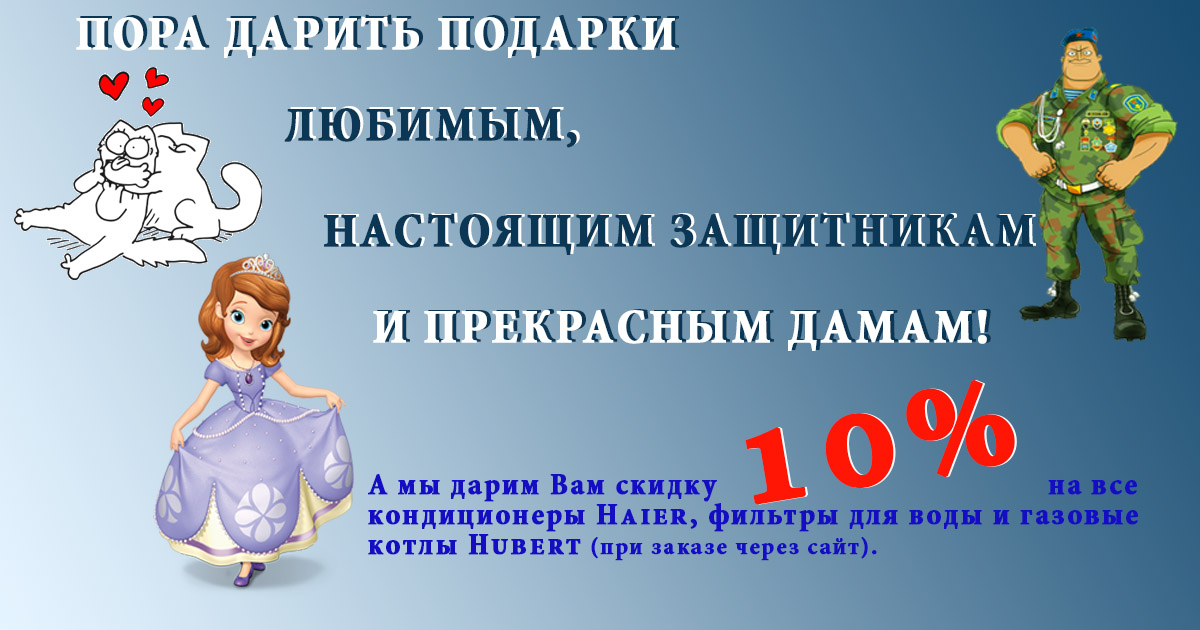 ПОРА ДАРИТЬ ПОДАРКИ
ЛЮБИМЫМ,
НАСТОЯЩИМ ЗАЩИТНИКАМ
И ПРЕКРАСНЫМ ДАМАМ!
А мы дарим Вам скидку 10% на все
кондиционеры HAIER, фильтры для воды и газовые
котлы HUBERT (при заказе через сайт).